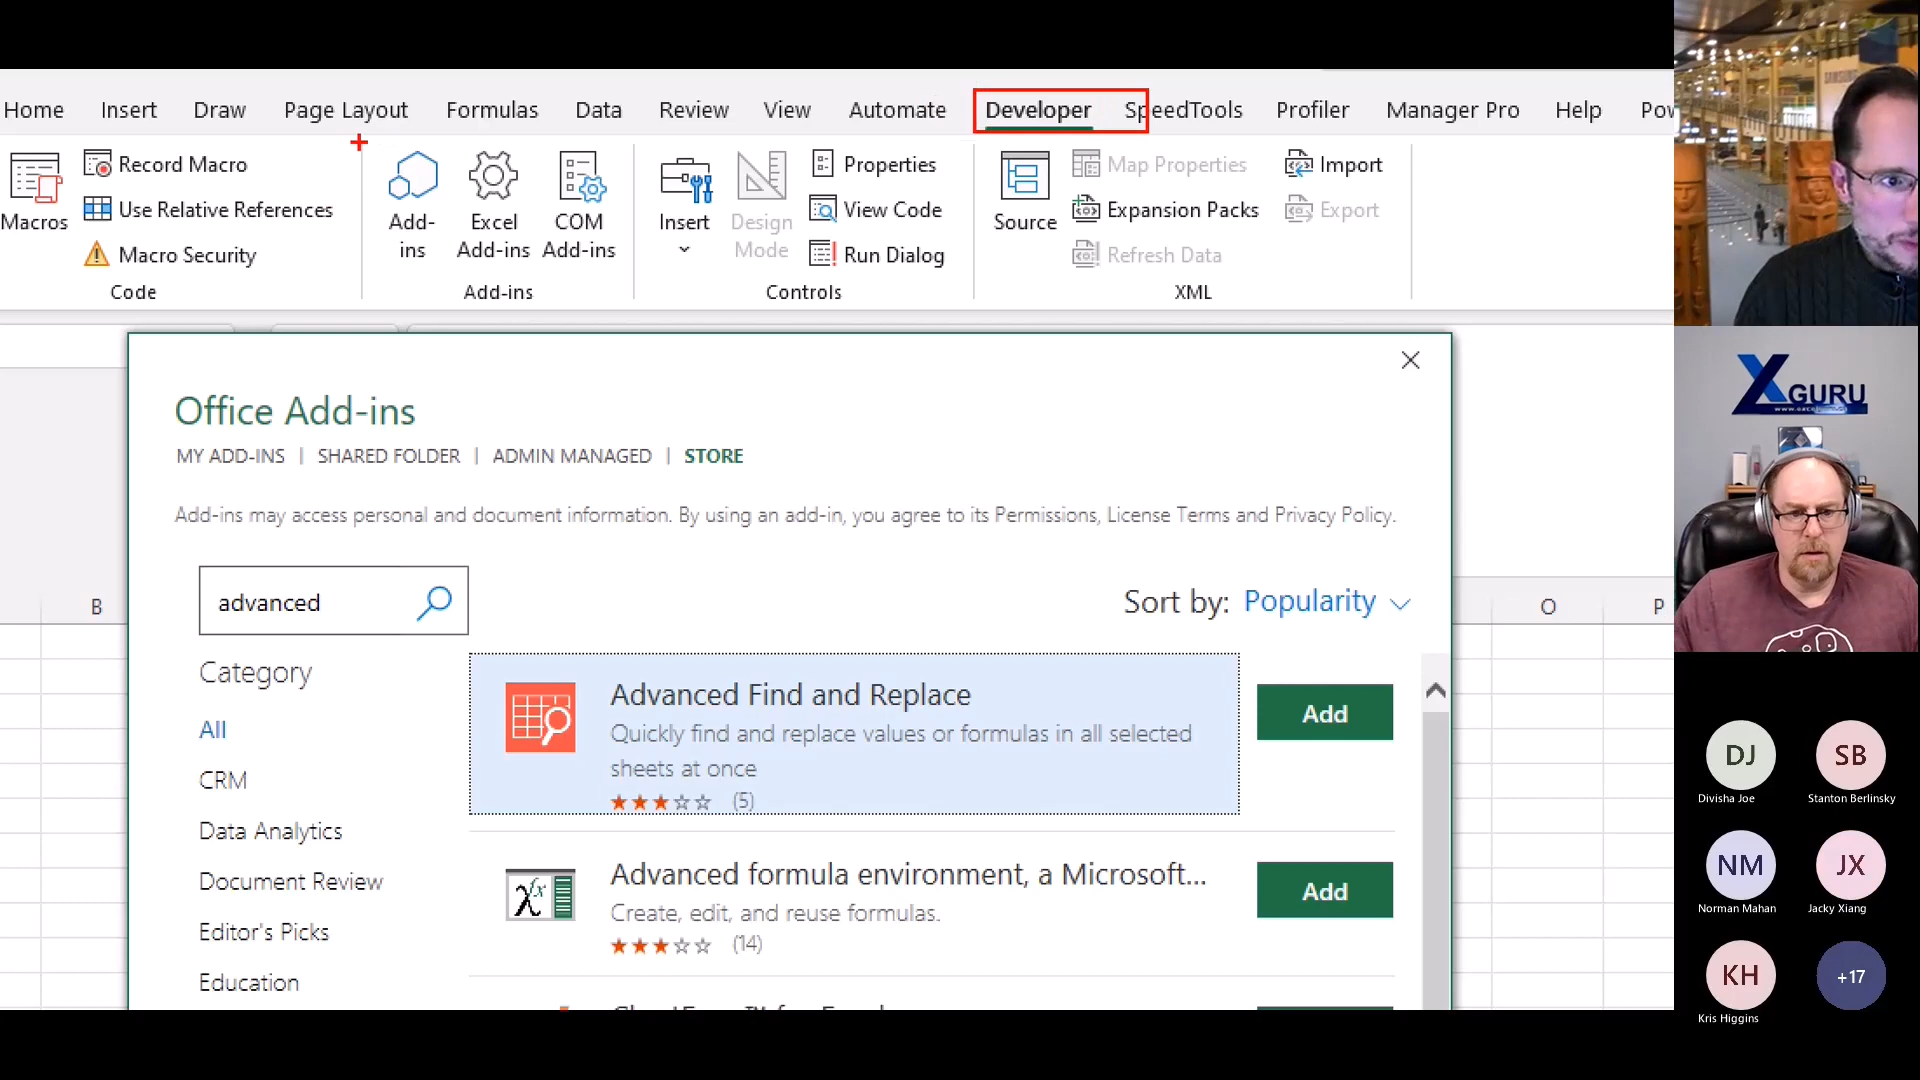 Home Insert Draw Page Layout Formulas Data Review View Automate Developer SpeedTools Profiler Manager Pro Help Pow
Macros
Record Macro
Use Relative References
Macro Security
Code
Add-
ins
Excel
Add-ins
COM
Add-ins
Add-ins
Insert
Design
Mode
Properties
View Code
Run Dialog
Controls
Source
Map Properties
Expansion Packs
Refresh Data
Import
Export
XML
Office Add-ins
MY ADD-INS | SHARED FOLDER | ADMIN MANAGED | STORE
Add-ins may access personal and document information. By using an add-in, you agree to its Permissions, License Terms and Privacy Policy.
advanced
Sort by: Popularity
B
O P
Category
All
CRM
Data Analytics
Document Review
Editor's Picks
Education
Advanced Find and Replace
Quickly find and replace values or formulas in all selected
sheets at once
(5)
Add
Advanced formula environment, a Microsoft...
Create, edit, and reuse formulas.
(14)
Add
SAMSUNG
XGURU
DJ
Divisha Joe
SB
Stanton Berlinsky
NM
Norman Mahan
JX
Jacky Xiang
KH
Kris Higgins
+17